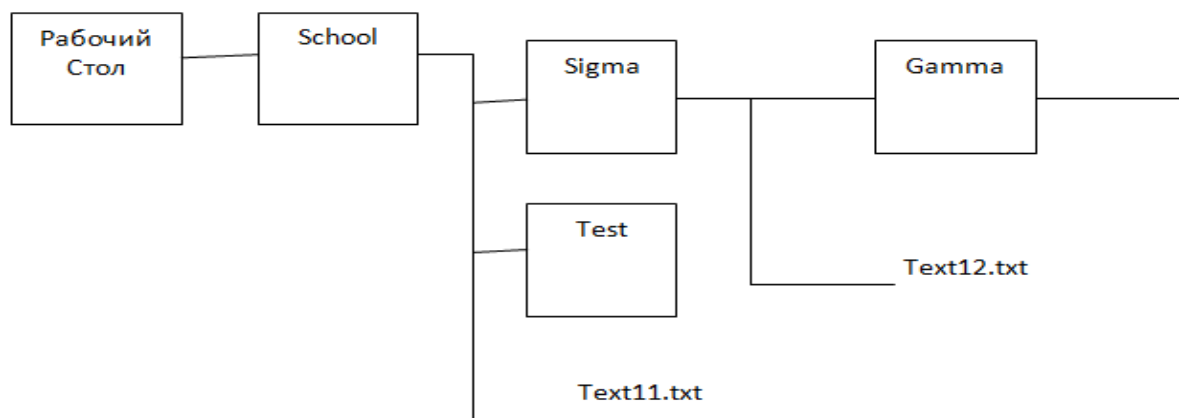 Рабочий
Стол
School
Sigma
Gamma
Test
Text12.txt
Text11.txt